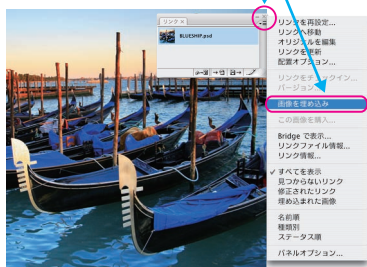 リンク ×
BLUESHIP.psd
リンクを再設定...
リンクへ移動
オリジナルを編集
リンクを更新
配置オプション...
リンクをチェックイン...
バージョン...
画像を埋め込み
この画像を購入...
Bridge で表示...
リンクファイル情報...
リンク情報...
✓ すべてを表示
見つからないリンク
修正されたリンク
埋め込まれた画像
名前順
種類別
ステータス順
パネルオプション...